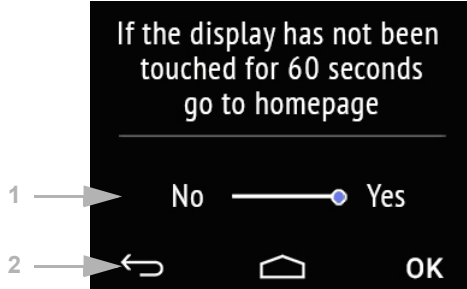 If the display has not been
touched for 60 seconds
go to homepage
1 No Yes
2 OK